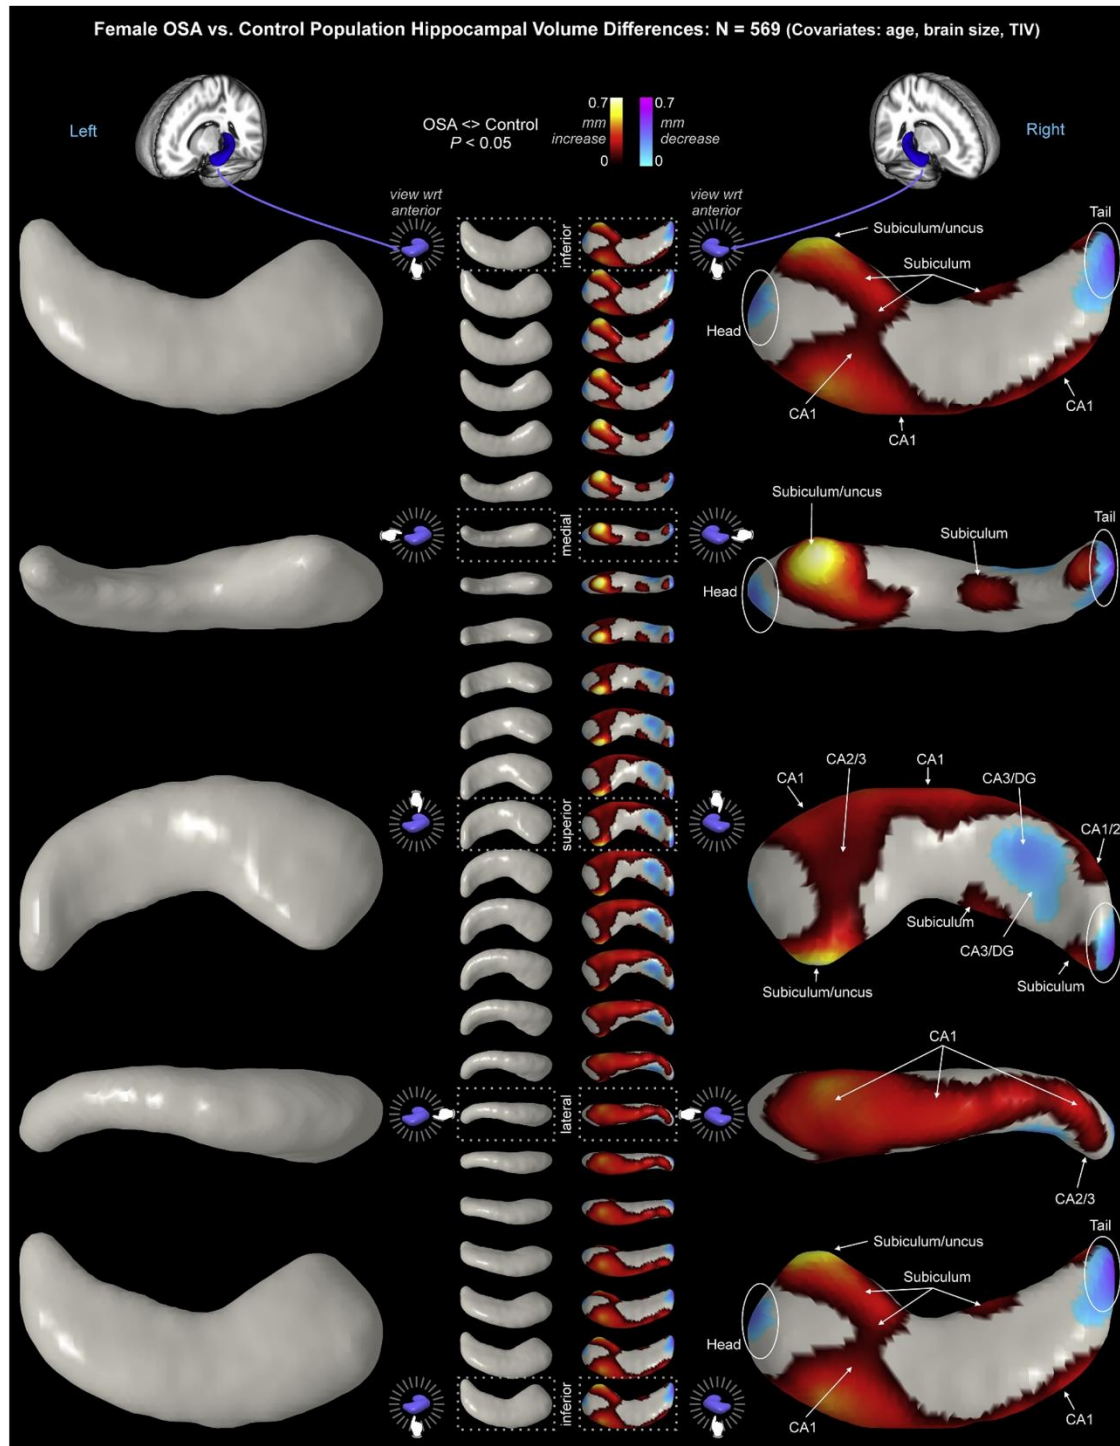 Female OSA vs. Control Population Hippocampal Volume Differences: N = 569 (Covariates: age, brain size, TIV)
Left
OSA <> Control
P < 0.05
0.7
mm
increase
0
0.7
mm
decrease
0
Right
view wrt
anterior
inferior
view wrt
anterior
Subiculum/uncus
Tail
Subiculum
Head
CA1
CA1
CA1
medial
Subiculum/uncus
Subiculum
Tail
Head
superior
CA1
CA2/3
CA1
CA3/DG
CA1/2
Subiculum
CA3/DG
Subiculum/uncus
Subiculum
lateral
CA1
CA2/3
Tail
Subiculum/uncus
Subiculum
Head
CA1
CA1
inferior